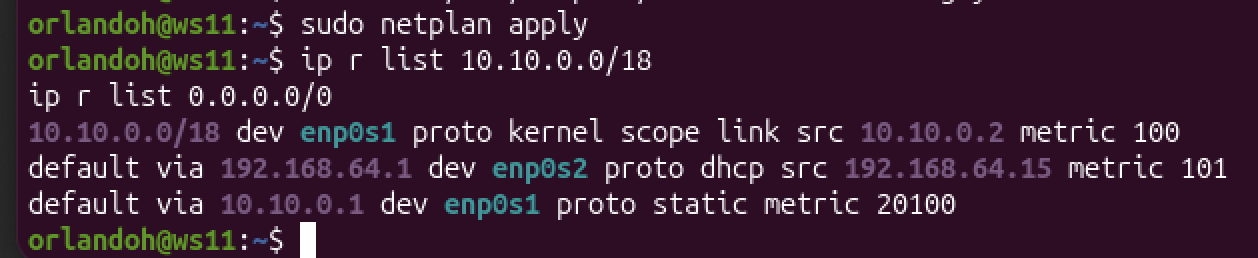 orlandoh@ws11:~$ sudo netplan apply
orlandoh@ws11:~$ ip r list 10.10.0.0/18
ip r list 0.0.0.0/0
10.10.0.0/18 dev enp0s1 proto kernel scope link src 10.10.0.2 metric 100
default via 192.168.64.1 dev enp0s2 proto dhcp src 192.168.64.15 metric 101
default via 10.10.0.1 dev enp0s1 proto static metric 20100
orlandoh@ws11:~$